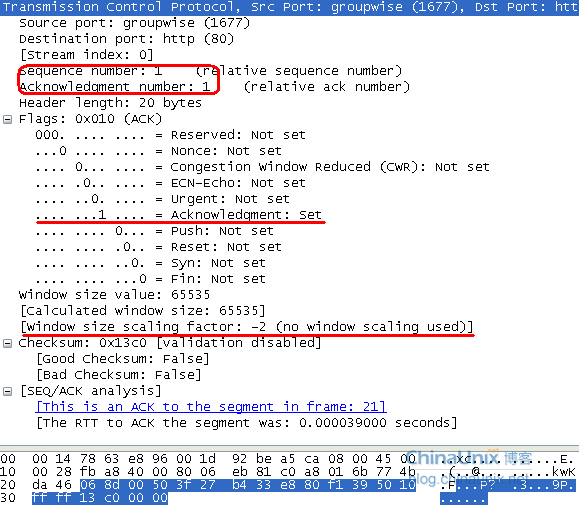 Transmission Control Protocol, Src Port: groupwise (1677), Dst Port: htt
Source port: groupwise (1677)
Destination port: http (80)
[Stream index: 0]
Sequence number: 1    (relative sequence number)
Acknowledgment number: 1    (relative ack number)
Header length: 20 bytes
Flags: 0x010 (ACK)
000. .... .... = Reserved: Not set
...0 .... .... = Nonce: Not set
.... 0... .... = Congestion Window Reduced (CWR): Not set
.... .0.. .... = ECN-Echo: Not set
.... ..0. .... = Urgent: Not set
.... ...1 .... = Acknowledgment: Set
.... .... 0... = Push: Not set
.... .... .0.. = Reset: Not set
.... .... ..0. = Syn: Not set
.... .... ...0 = Fin: Not set
Window size value: 65535
[Calculated window size: 65535]
[Window size scaling factor: -2 (no window scaling used)]
Checksum: 0x13c0 [validation disabled]
[Good Checksum: False]
[Bad Checksum: False]
[SEQ/ACK analysis]
[This is an ACK to the segment in frame: 21]
[The RTT to ACK the segment was: 0.000039000 seconds]
00 00 14 78 63 e8 96 00 1d 92 be a5 ca 08 00 45 00 ...xc... ......E.
10 00 28 fb a8 40 00 80 06 eb 81 c0 a8 01 6b 77 4b .(..@... .....kwK
20 da 46 06 8d 00 50 3f 27 b4 33 e8 80 f1 39 50 10 .F...P?' .3...9P.
30 ff ff 13 c0 00 00 ......
ChinaUnix 博客
blog.chinaunix.net